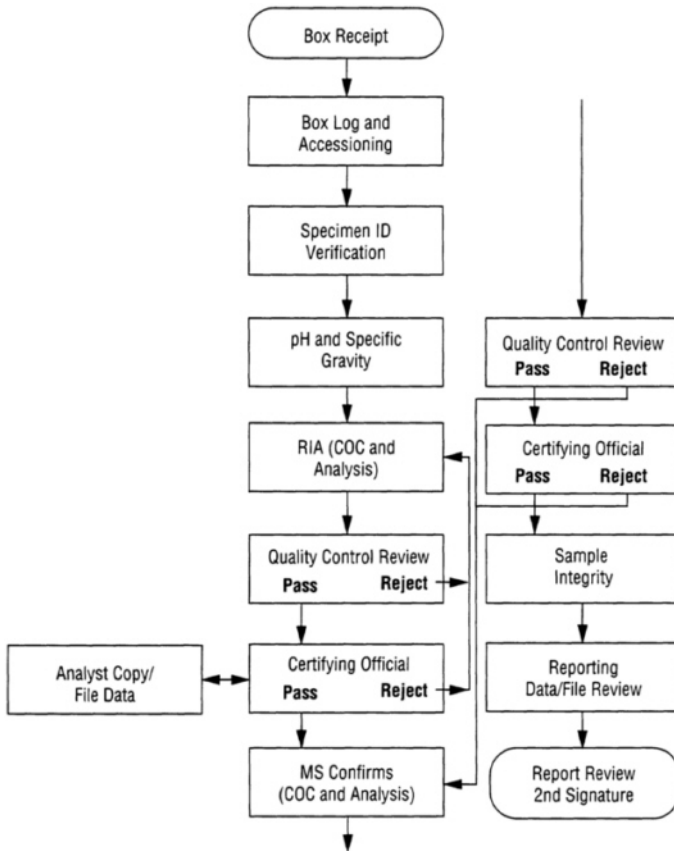 Box Receipt
Box Log and
Accessioning
Specimen ID
Verification
pH and Specific
Gravity
RIA (COC and
Analysis)
Quality Control Review
Pass Reject
Certifying Official
Pass Reject
Analyst Copy/
File Data
MS Confirms
(COC and Analysis)
Quality Control Review
Pass Reject
Certifying Official
Pass Reject
Sample
Integrity
Reporting
Data/File Review
Report Review
2nd Signature